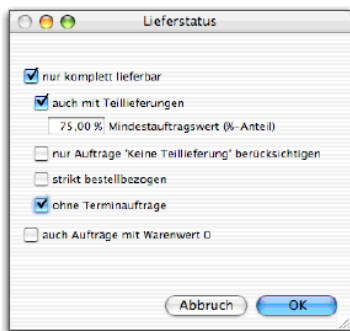 Lieferstatus
nur komplett lieferbar
auch mit Teillieferungen
75,00 % Mindestauftragswert (%-Anteil)
nur Aufträge 'Keine Teillieferung' berücksichtigen
strikt bestellbezogen
ohne Terminaufträge
auch Aufträge mit Warenwert 0
Abbruch OK